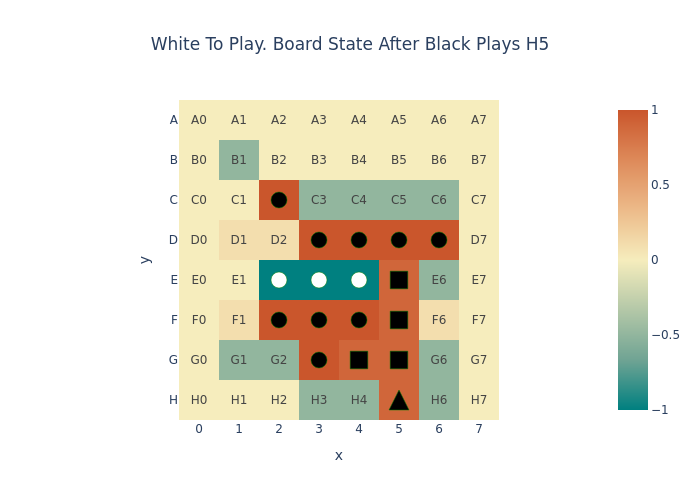 White To Play. Board State After Black Plays H5
A A0 A1 A2 A3 A4 A5 A6 A7
B B0 B1 B2 B3 B4 B5 B6 B7
C C0 C1 C3 C4 C5 C6 C7
D D0 D1 D2 D7
E E0 E1 E6 E7
F F0 F1 F6 F7
G G0 G1 G2 G6 G7
H H0 H1 H2 H3 H4 H6 H7
0 1 2 3 4 5 6 7
x
y
1
0.5
0
−0.5
−1